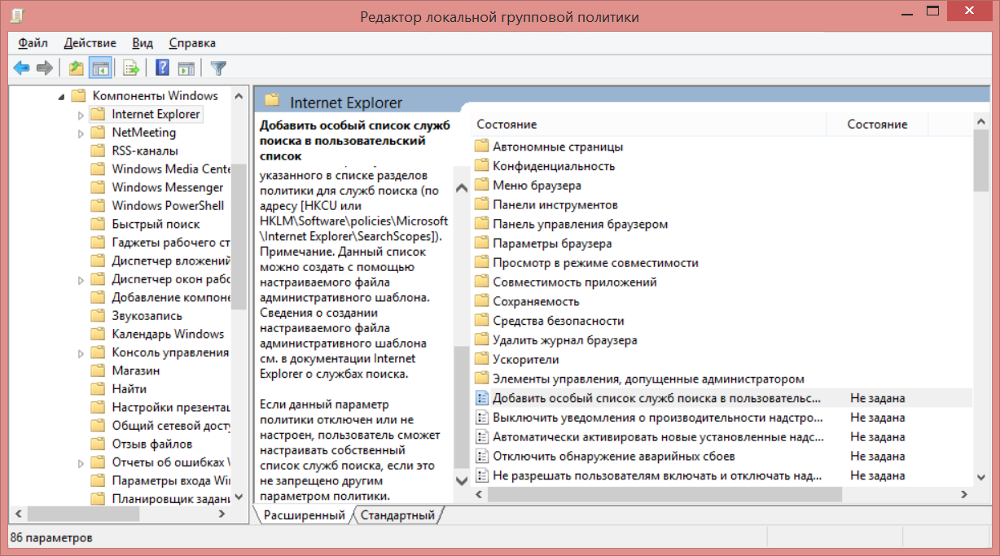 Редактор локальной групповой политики
Файл Действие Вид Справка
Компоненты Windows
Internet Explorer
NetMeeting
RSS-каналы
Windows Media Cente
Windows Messenger
Windows PowerShell
Быстрый поиск
Гаджеты рабочего ст
Диспетчер вложений
Диспетчер окон рабо
Добавление компоне
Звукозапись
Календарь Windows
Консоль управления
Магазин
Найти
Настройки презентац
Общий сетевой досту
Отзыв файлов
Отчеты об ошибках W
Параметры входа Win
Планировщик задани
Internet Explorer
Добавить особый список служб
поиска в пользовательский
список
указанного в списке разделов
политики для служб поиска (по
адресу [HKCU или
HKLM\Software\policies\Microsoft
\Internet Explorer\SearchScopes]).
Примечание. Данный список
можно создать с помощью
настраиваемого файла
административного шаблона.
Сведения о создании
настраиваемого файла
административного шаблона
см. в документации Internet
Explorer о службах поиска.
Если данный параметр
политики отключен или не
настроен, пользователь сможет
настраивать собственный
список служб поиска, если это
не запрещено другим
параметром политики.
Состояние Состояние
Автономные страницы
Конфиденциальность
Меню браузера
Панели инструментов
Панель управления браузером
Параметры браузера
Просмотр в режиме совместимости
Совместимость приложений
Сохраняемость
Средства безопасности
Удалить журнал браузера
Ускорители
Элементы управления, допущенные администратором
Добавить особый список служб поиска в пользовательс... Не задана
Выключить уведомления о производительности надстро... Не задана
Автоматически активировать новые установленные надс... Не задана
Отключить обнаружение аварийных сбоев Не задана
Не разрешать пользователям включать и отключать над... Не задана
Расширенный Стандартный
86 параметров